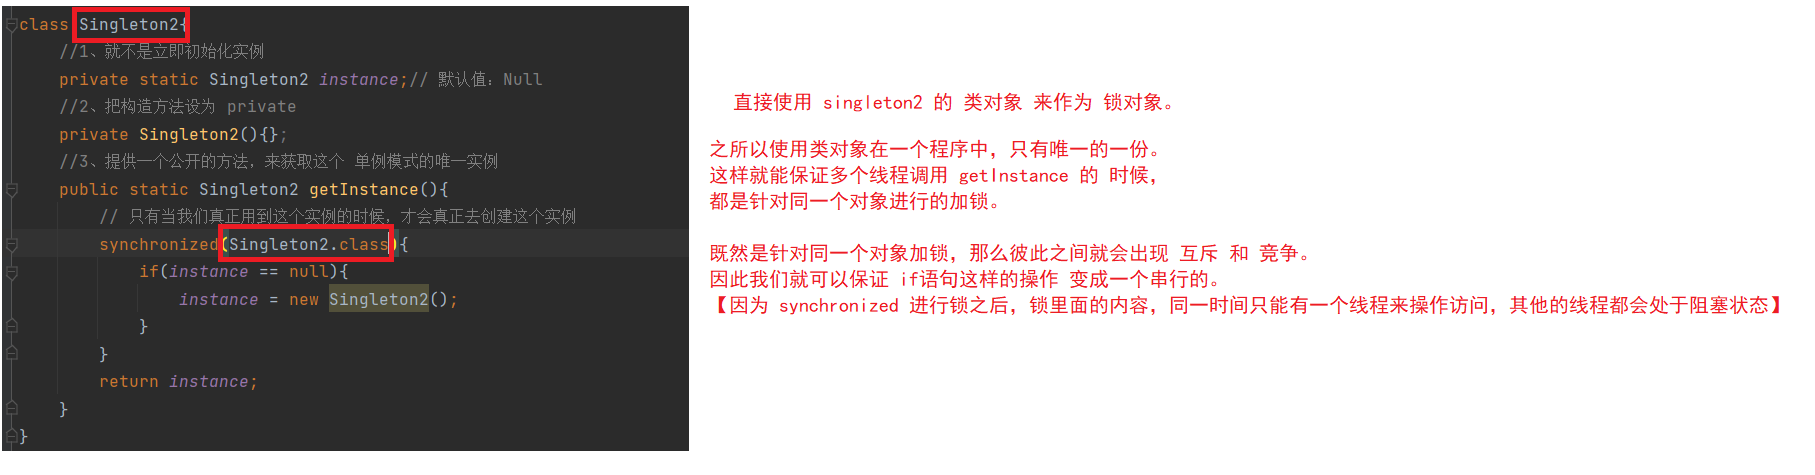 class Singleton2{
//1、就不是立即初始化实例
private static Singleton2 instance;// 默认值：Null
//2、把构造方法设为 private
private Singleton2(){};
//3、提供一个公开的方法，来获取这个 单例模式的唯一实例
public static Singleton2 getInstance(){
// 只有当我们真正用到这个实例的时候，才会真正去创建这个实例
synchronized(Singleton2.class){
if(instance == null){
instance = new Singleton2();
}
}
return instance;
}
}
直接使用 singleton2 的 类对象 来作为 锁对象。
之所以使用类对象在一个程序中，只有唯一的一份。
这样就能保证多个线程调用 getInstance 的 时候，
都是针对同一个对象进行的加锁。
既然是针对同一个对象加锁，那么彼此之间就会出现 互斥 和 竞争。
因此我们就可以保证 if语句这样的操作 变成一个串行的。
【因为 synchronized 进行锁之后，锁里面的内容，同一时间只能有一个线程来操作访问，其他的线程都会处于阻塞状态】